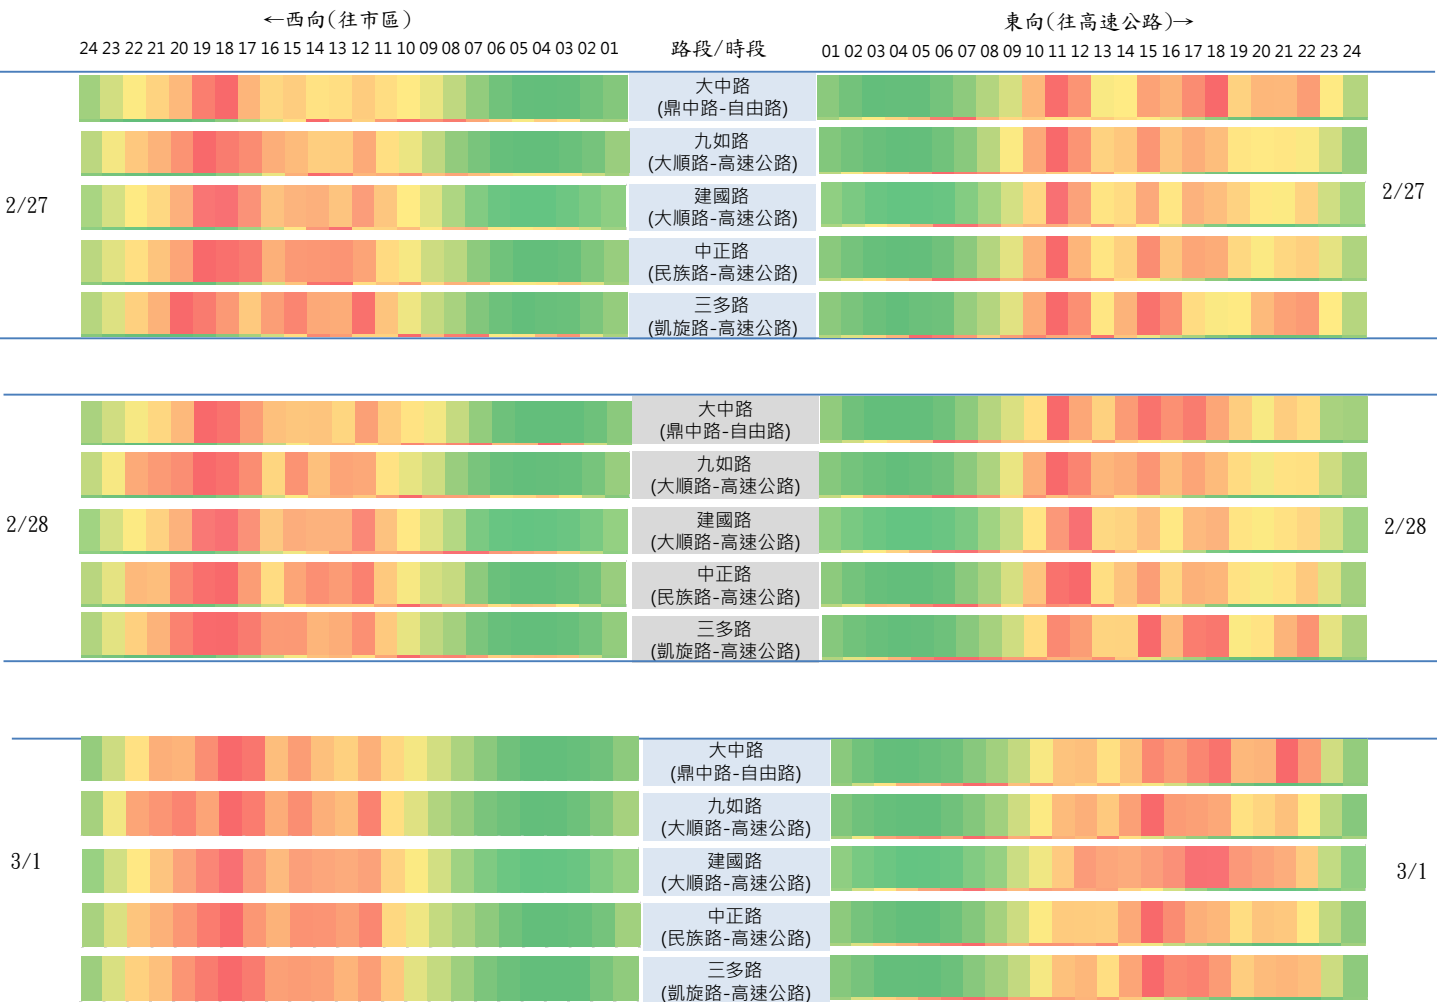 ←西向(往市區)
東向(往高速公路)→
24 23 22 21 20 19 18 17 16 15 14 13 12 11 10 09 08 07 06 05 04 03 02 01
路段/時段
01 02 03 04 05 06 07 08 09 10 11 12 13 14 15 16 17 18 19 20 21 22 23 24
大中路
(鼎中路-自由路)
九如路
(大順路-高速公路)
2/27
建國路
(大順路-高速公路)
2/27
中正路
(民族路-高速公路)
三多路
(凱旋路-高速公路)
大中路
(鼎中路-自由路)
九如路
(大順路-高速公路)
2/28
建國路
(大順路-高速公路)
2/28
中正路
(民族路-高速公路)
三多路
(凱旋路-高速公路)
大中路
(鼎中路-自由路)
九如路
(大順路-高速公路)
3/1
建國路
(大順路-高速公路)
3/1
中正路
(民族路-高速公路)
三多路
(凱旋路-高速公路)